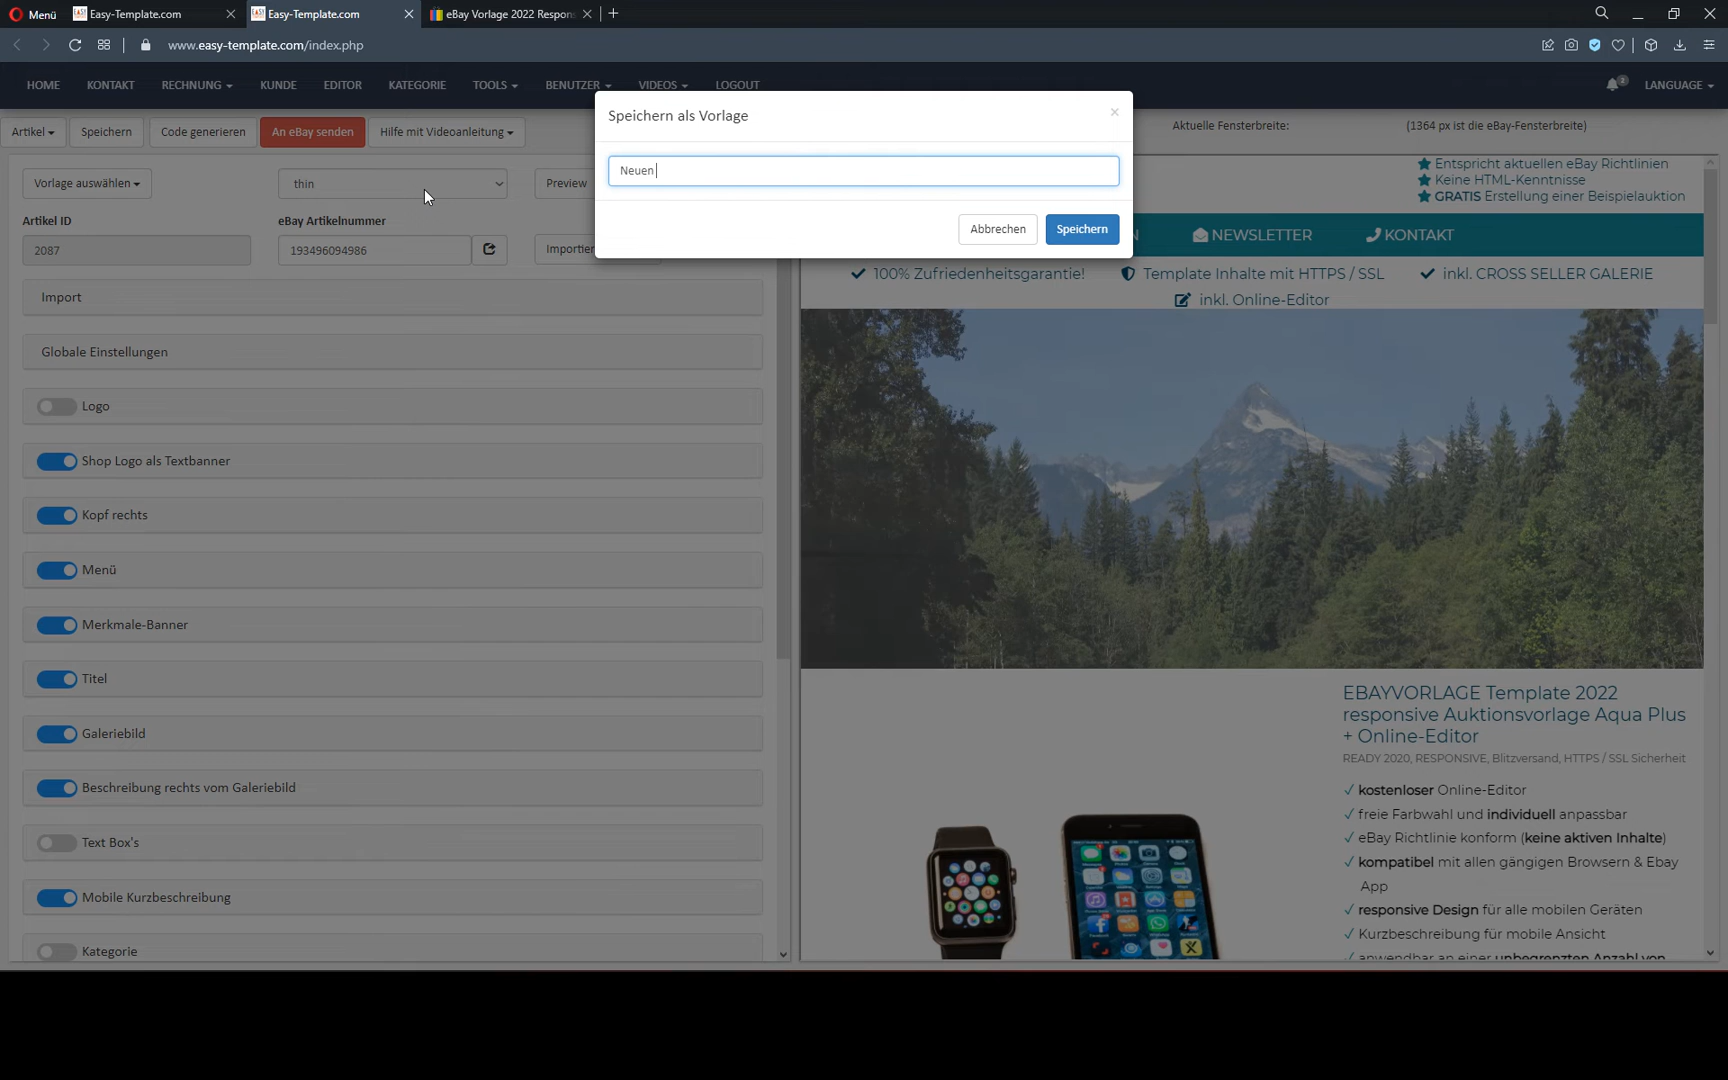 Menü
Easy-Template.com
Easy-Template.com
eBay Vorlage 2022 Respons
www.easy-template.com/index.php
HOME KONTAKT RECHNUNG KUNDE EDITOR KATEGORIE TOOLS BENUTZER VIDEOS LOGOUT
2 LANGUAGE
Artikel Speichern Code generieren An eBay senden Hilfe mit Videoanleitung
Aktuelle Fensterbreite: (1364 px ist die eBay-Fensterbreite)
Speichern als Vorlage
Neuen
Abbrechen Speichern
Vorlage auswählen thin Preview
Artikel ID eBay Artikelnummer
2087 193496094986 Importier
Import
Globale Einstellungen
Logo
Shop Logo als Textbanner
Kopf rechts
Menü
Merkmale-Banner
Titel
Galeriebild
Beschreibung rechts vom Galeriebild
Text Box's
Mobile Kurzbeschreibung
Kategorie
Entspricht aktuellen eBay Richtlinien
Keine HTML-Kenntnisse
GRATIS Erstellung einer Beispielauktion
N NEWSLETTER KONTAKT
100% Zufriedenheitsgarantie! Template Inhalte mit HTTPS / SSL inkl. CROSS SELLER GALERIE
inkl. Online-Editor
EBAYVORLAGE Template 2022
responsive Auktionsvorlage Aqua Plus
+ Online-Editor
READY 2020, RESPONSIVE, Blitzversand, HTTPS / SSL Sicherheit
✓ kostenloser Online-Editor
✓ freie Farbwahl und individuell anpassbar
✓ eBay Richtlinie konform (keine aktiven Inhalte)
✓ kompatibel mit allen gängigen Browsern & Ebay
App
✓ responsive Design für alle mobilen Geräten
✓ Kurzbeschreibung für mobile Ansicht
✓ anwendbar an einer unbegrenzten Anzahl von